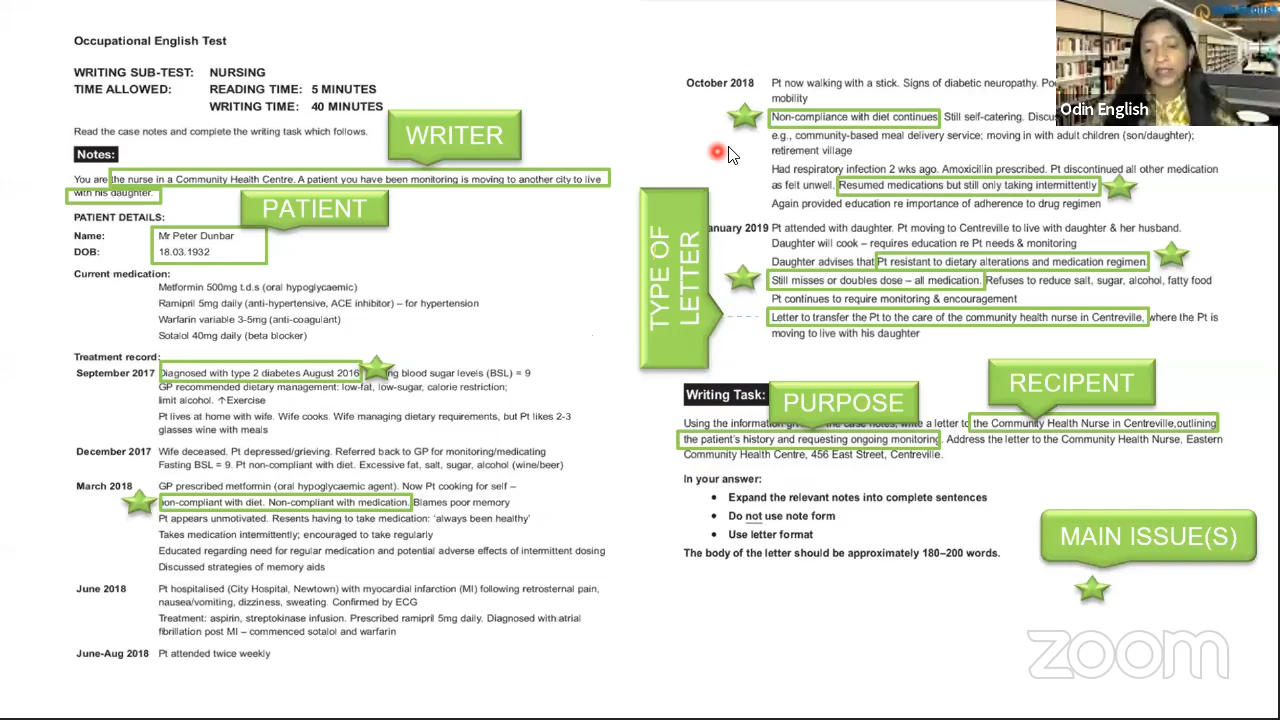 Occupational English Test
WRITING SUB-TEST: NURSING
TIME ALLOWED: READING TIME: 5 MINUTES
WRITING TIME: 40 MINUTES
Read the case notes and complete the writing task which follows.
WRITER
Notes:
You are the nurse in a Community Health Centre. A patient you have been monitoring is moving to another city to live
with his daughter.
PATIENT
PATIENT DETAILS:
Name: Mr Peter Dunbar
DOB: 18.03.1932
Current medication:
Metformin 500mg t.d.s (oral hypoglycaemic)
Ramipril 5mg daily (anti-hypertensive, ACE inhibitor) – for hypertension
Warfarin variable 3-5mg (anti-coagulant)
Sotalol 40mg daily (beta blocker)
Treatment record:
September 2017 Diagnosed with type 2 diabetes August 2016 blood sugar levels (BSL) = 9
GP recommended dietary management: low-fat, low-sugar, calorie restriction;
limit alcohol. ↑Exercise
Pt lives at home with wife. Wife cooks. Wife managing dietary requirements, but Pt likes 2-3
glasses wine with meals
December 2017 Wife deceased. Pt depressed/grieving. Referred back to GP for monitoring/medication
Fasting BSL = 9. Pt non-compliant with diet. Excessive fat, salt, sugar, alcohol (wine/beer)
March 2018 GP prescribed metformin (oral hypoglycaemic agent). Now Pt cooking for self –
non-compliant with diet. Non-compliant with medication. Blames poor memory
Pt appears unmotivated. Resents having to take medication: ‘always been healthy’
Takes medication intermittently; encouraged to take regularly
Educated regarding need for regular medication and potential adverse effects of intermittent dosing
Discussed strategies of memory aids
June 2018 Pt hospitalised (City Hospital, Newtown) with myocardial infarction (MI) following retrosternal pain,
nausea/vomiting, dizziness, sweating. Confirmed by ECG
Treatment: aspirin, streptokinase infusion. Prescribed ramipril 5mg daily. Diagnosed with atrial
fibrillation post MI – commenced sotalol and warfarin
June-Aug 2018 Pt attended twice weekly
October 2018 Pt now walking with a stick. Signs of diabetic neuropathy.
mobility
Non-compliance with diet continues. Still self-catering.
e.g., community-based meal delivery service; moving in with adult children (son/daughter);
retirement village
Had respiratory infection 2 wks ago. Amoxicillin prescribed. Pt discontinued all other medication
as felt unwell. Resumed medications but still only taking intermittently
Again provided education re importance of adherence to drug regimen
TYPE OF
LETTER
anuary 2019 Pt attended with daughter. Pt moving to Centreville to live with daughter & her husband.
Daughter will cook – requires education re Pt needs & monitoring
Daughter advises that Pt resistant to dietary alterations and medication regimen.
Still misses or doubles dose – all medication. Refuses to reduce salt, sugar, alcohol, fatty food
Pt continues to require monitoring & encouragement
Letter to transfer the Pt to the care of the community health nurse in Centreville, where the Pt is
moving to live with his daughter
RECIPENT
Writing Task:
PURPOSE
Using the information the case notes, write a letter to the Community Health Nurse in Centreville,outlining
the patient's history and requesting ongoing monitoring. Address the letter to the Community Health Nurse, Eastern
Community Health Centre, 456 East Street, Centreville.
In your answer:
• Expand the relevant notes into complete sentences
• Do not use note form
• Use letter format
The body of the letter should be approximately 180–200 words.
MAIN ISSUE(S)
Odin English
zoom